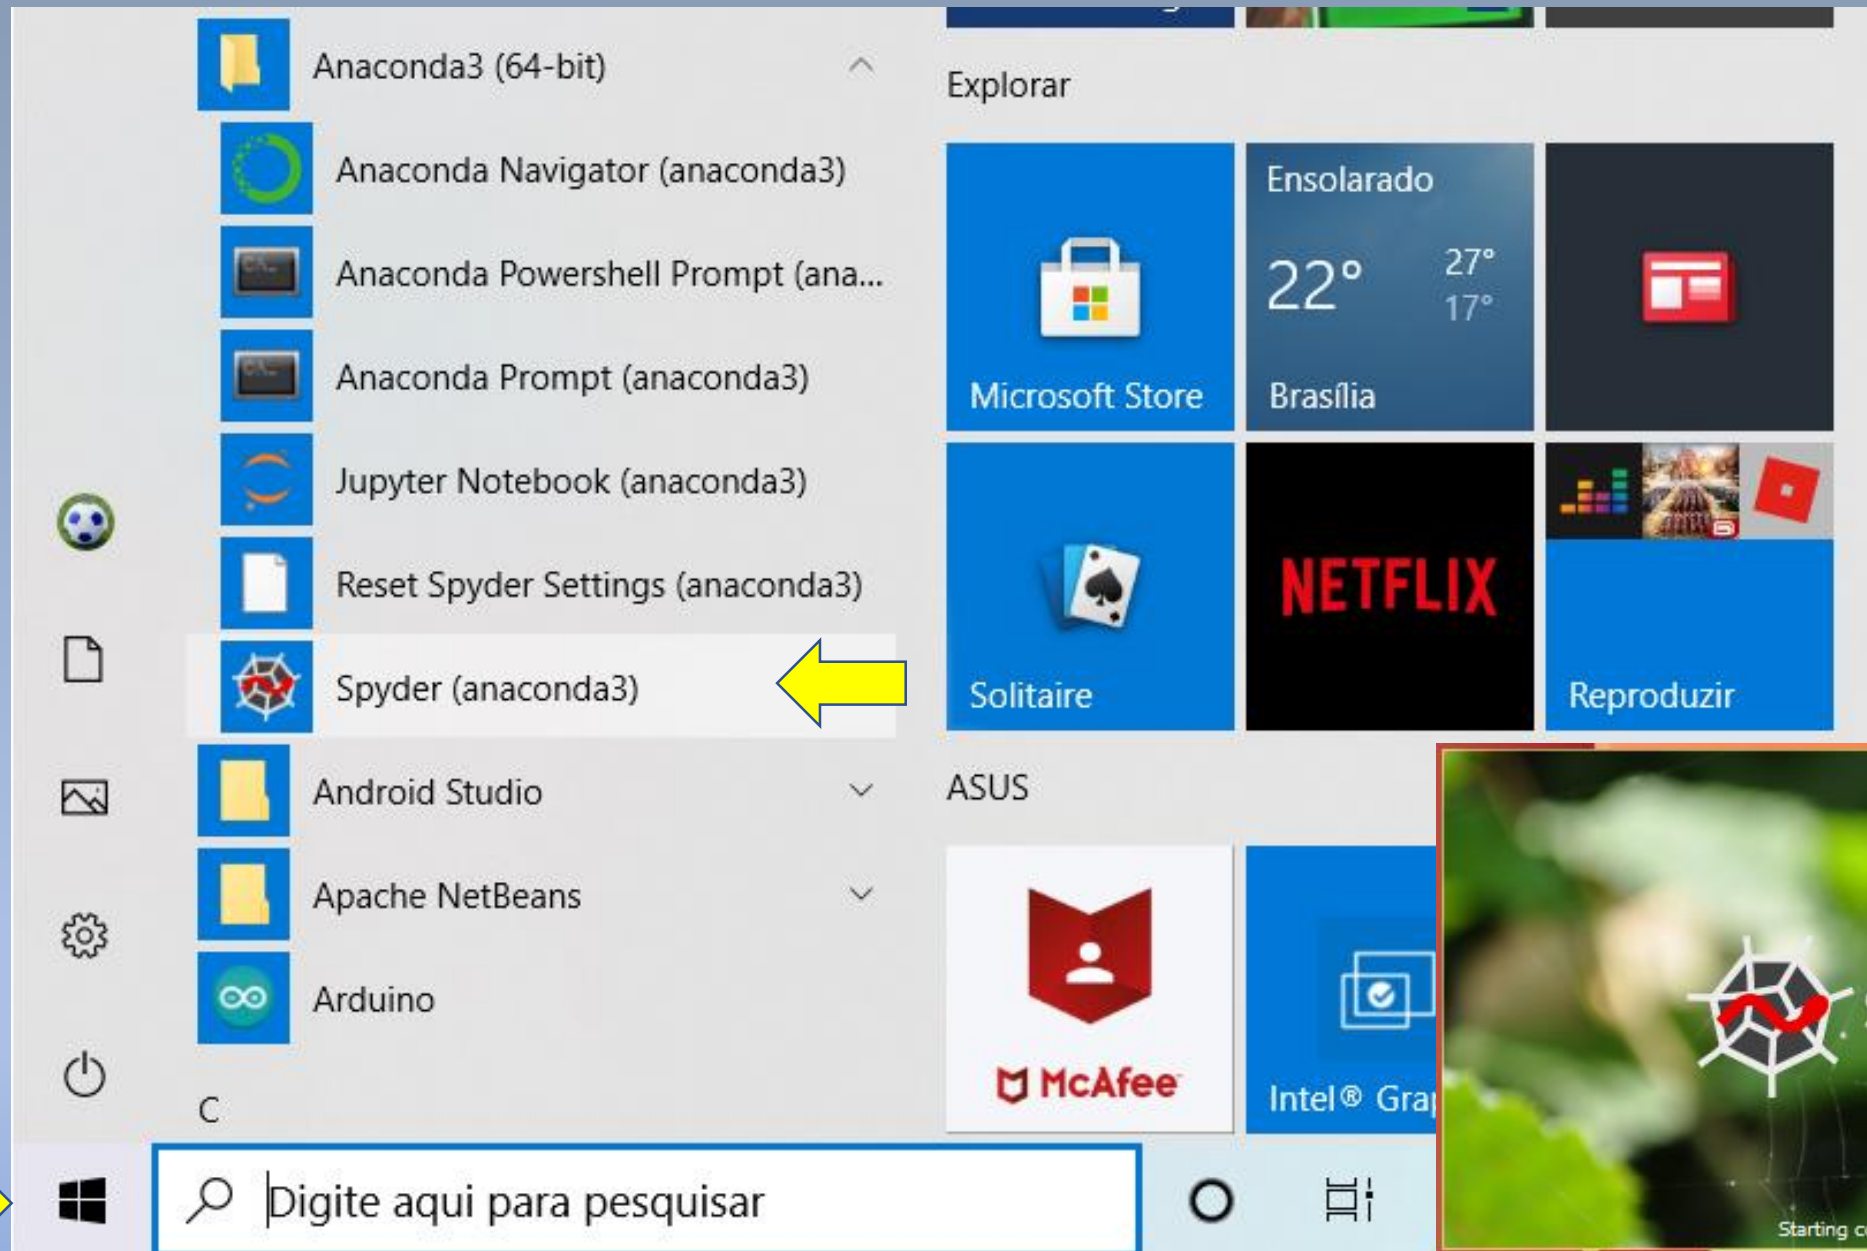 Anaconda3 (64-bit)
Anaconda Navigator (anaconda3)
Anaconda Powershell Prompt (ana...
Anaconda Prompt (anaconda3)
Jupyter Notebook (anaconda3)
Reset Spyder Settings (anaconda3)
Spyder (anaconda3)
Android Studio
Apache NetBeans
Arduino
C
Digite aqui para pesquisar
Explorar
Microsoft Store
Ensolarado
22°
27°
17°
Brasília
Solitaire
NETFLIX
Reproduzir
ASUS
McAfee
Intel®
Starting